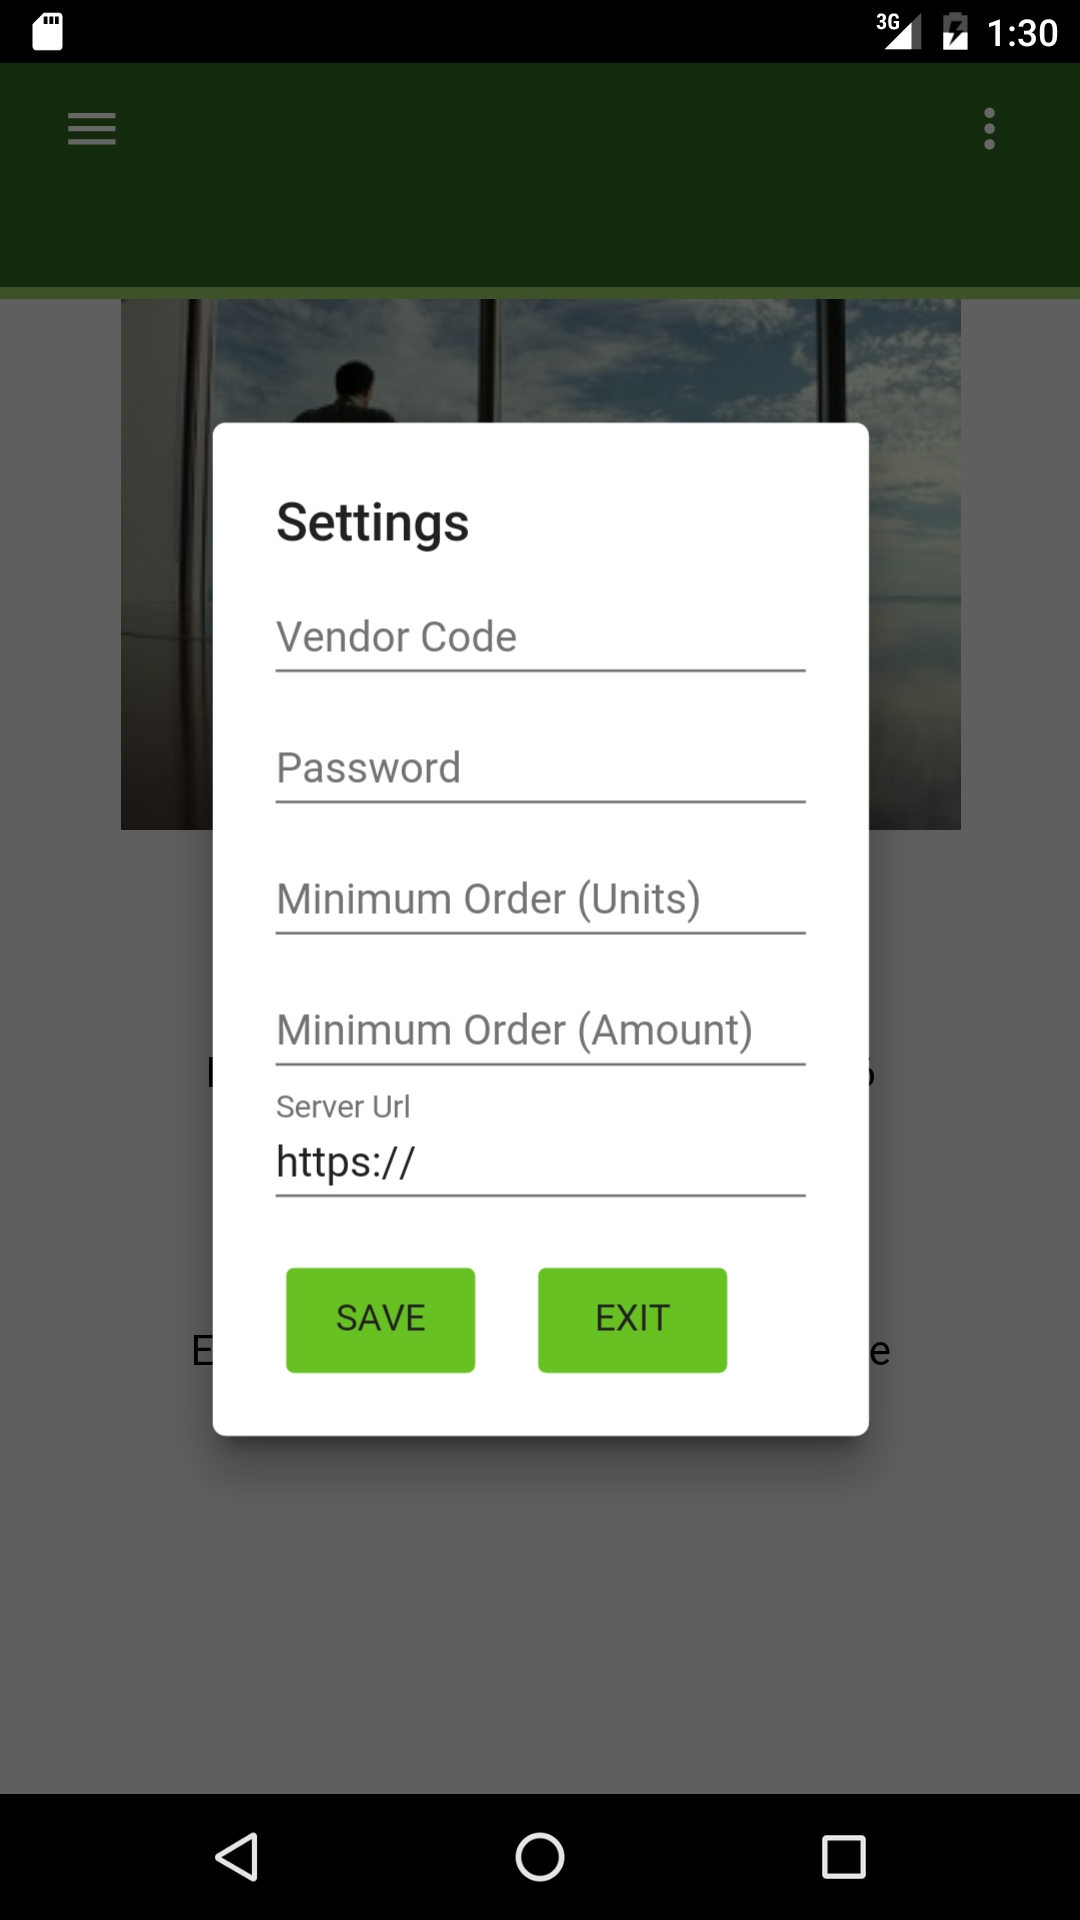 3G 1:30
Settings
Vendor Code
Password
Minimum Order (Units)
Minimum Order (Amount)
Server Url
https://
SAVE EXIT
E e